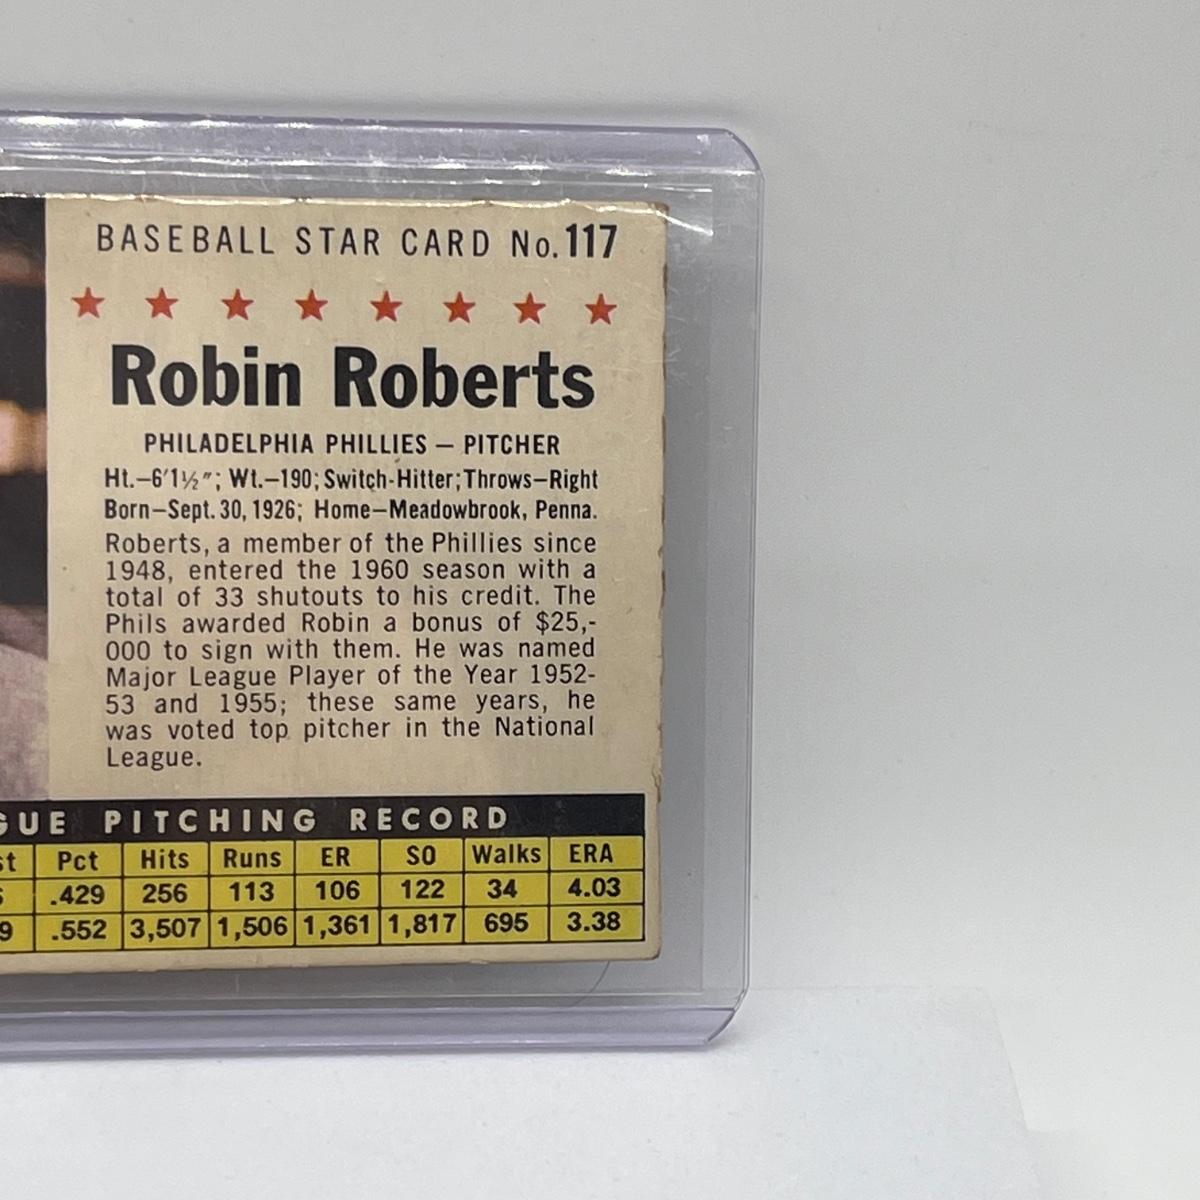 BASEBALL STAR CARD No. 117
Robin Roberts
PHILADELPHIA PHILLIES — PITCHER
Ht.—6'1½"; Wt.—190; Switch-Hitter; Throws—Right
Born—Sept. 30, 1926; Home—Meadowbrook, Penna.
Roberts, a member of the Phillies since
1948, entered the 1960 season with a
total of 33 shutouts to his credit. The
Phils awarded Robin a bonus of $25,-
000 to sign with them. He was named
Major League Player of the Year 1952-
53 and 1955; these same years, he
was voted top pitcher in the National
League.
GUE PITCHING RECORD
st Pct Hits Runs ER SO Walks ERA
.429 256 113 106 122 34 4.03
9 .552 3,507 1,506 1,361 1,817 695 3.38